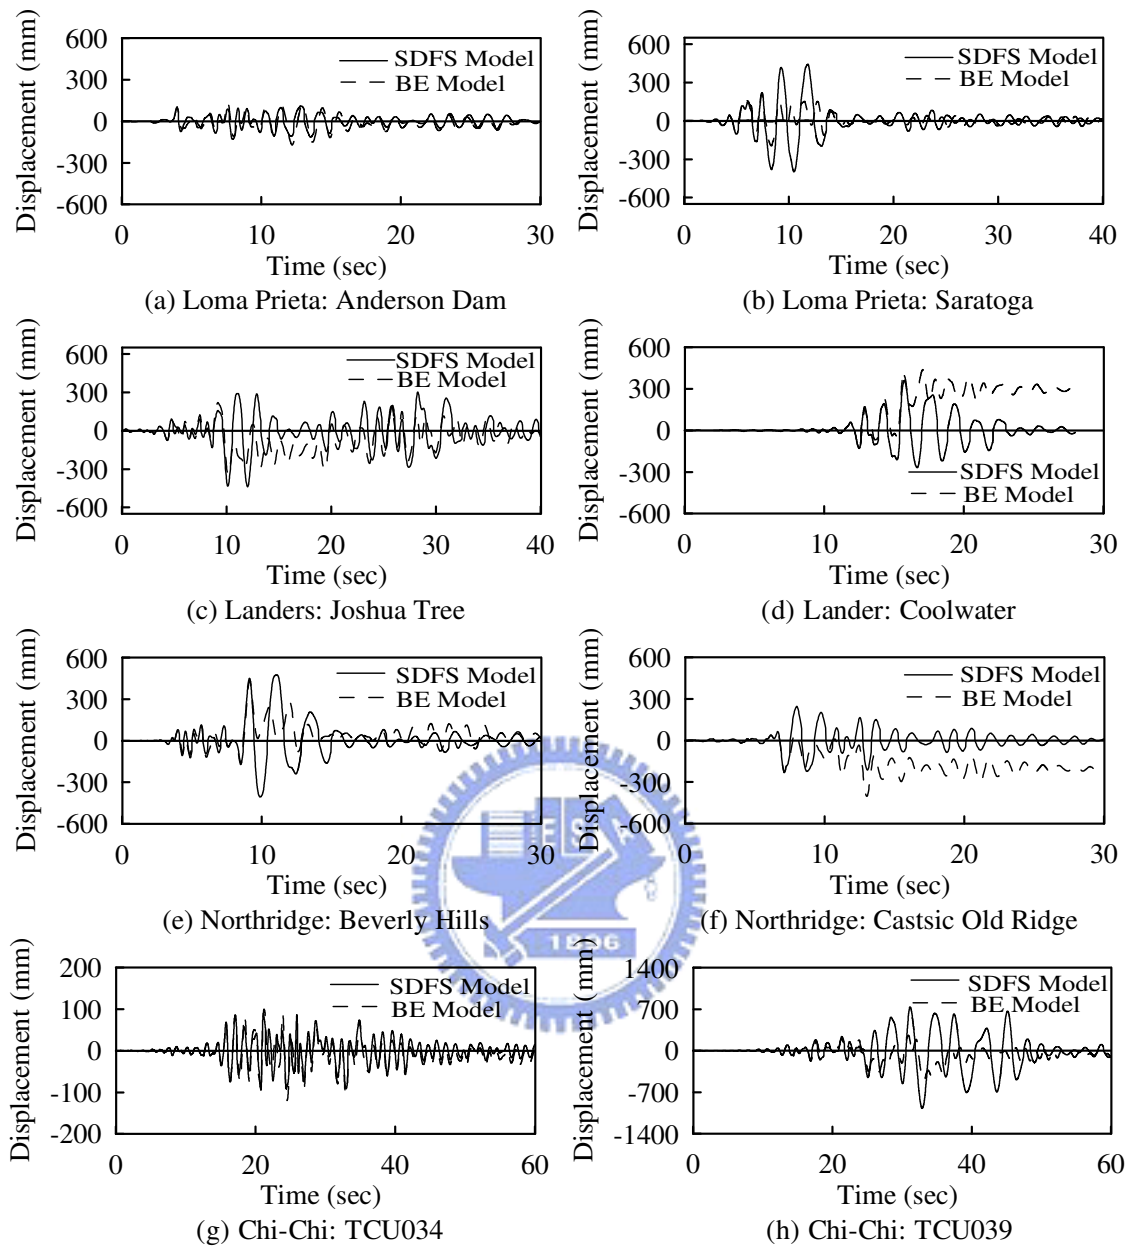 Displacement (mm)
600
300
0
-300
-600
SDFS Model
BE Model
0
10
20
30
Time (sec)
(a) Loma Prieta: Anderson Dam
Displacement (mm)
600
300
0
-300
-600
SDFS Model
BE Model
0
10
20
30
40
Time (sec)
(b) Loma Prieta: Saratoga
Displacement (mm)
600
300
0
-300
-600
SDFS Model
BE Model
0
10
20
30
40
Time (sec)
(c) Landers: Joshua Tree
Displacement (mm)
600
300
0
-300
-600
SDFS Model
BE Model
0
10
20
30
Time (sec)
(d) Lander: Coolwater
Displacement (mm)
600
300
0
-300
-600
SDFS Model
BE Model
0
10
20
30
Time (sec)
(e) Northridge: Beverly Hills
Displacement (mm)
600
300
0
-300
-600
SDFS Model
BE Model
0
10
20
30
Time (sec)
(f) Northridge: Castsic Old Ridge
Displacement (mm)
200
100
0
-100
-200
SDFS Model
BE Model
0
20
40
60
Time (sec)
(g) Chi-Chi: TCU034
Displacement (mm)
1400
700
0
-700
-1400
SDFS Model
BE Model
0
20
40
60
Time (sec)
(h) Chi-Chi: TCU039
1896